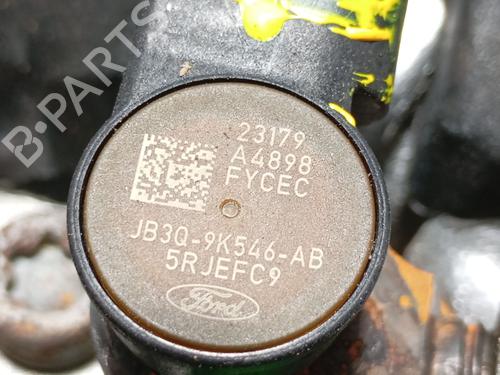 23179
A4898
FYCEC
JB3Q-9K546-AB
5RJEFC9
Ford
B-PARTS